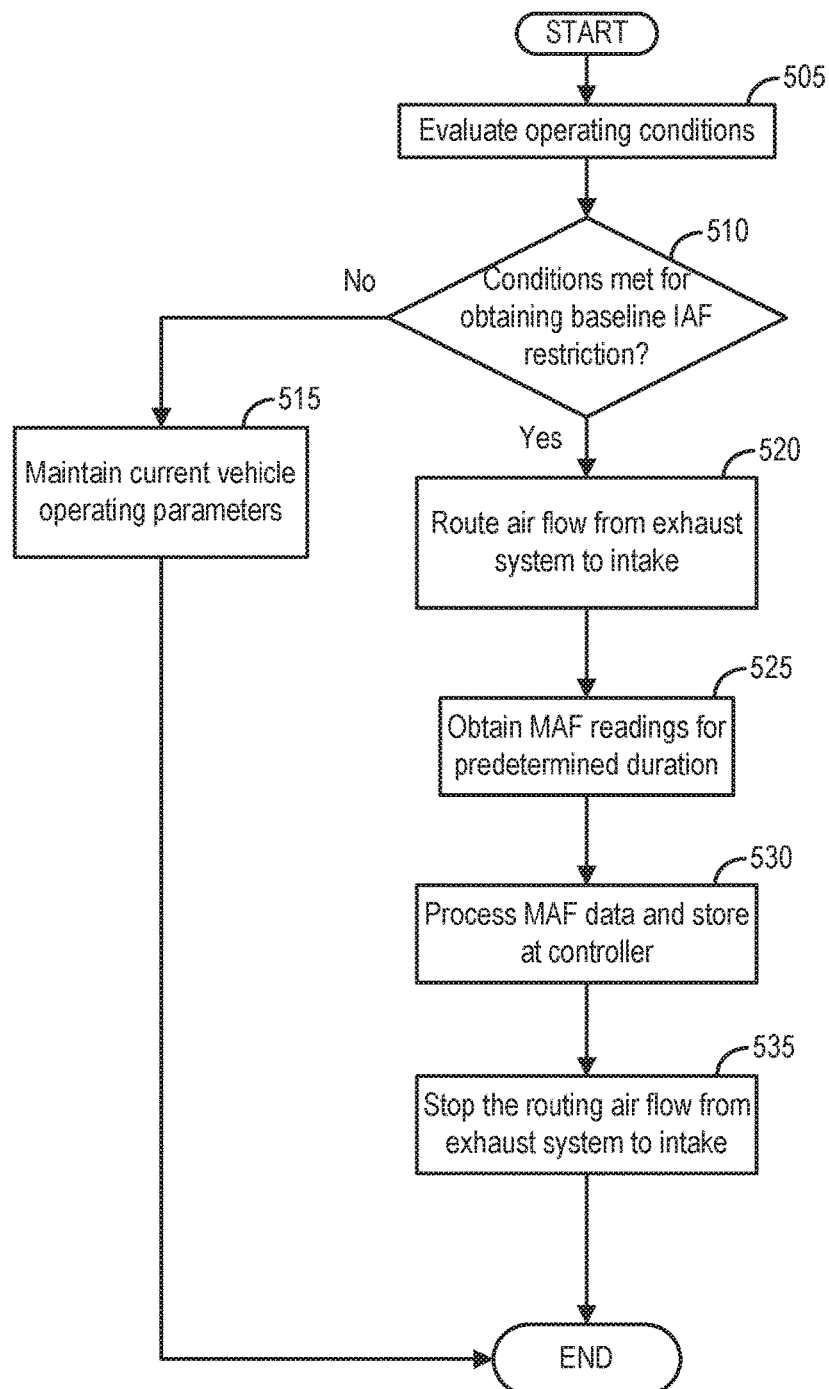 START
505
Evaluate operating conditions
510
Conditions met for
obtaining baseline IAF
restriction?
No
Yes
515
Maintain current vehicle
operating parameters
520
Route air flow from exhaust
system to intake
525
Obtain MAF readings for
predetermined duration
530
Process MAF data and store
at controller
535
Stop the routing air flow from
exhaust system to intake
END